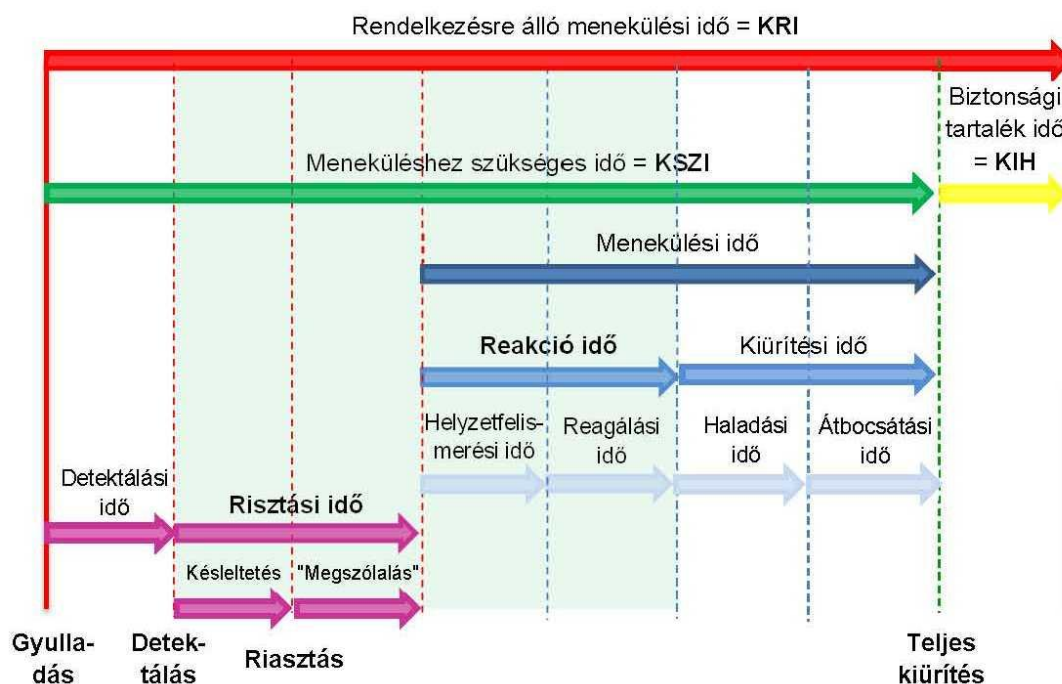 Rendelkezésre álló menekülési idő = KRI
Biztonsági
tartalék idő
= KIH
Meneküléshez szükséges idő = KSZI
Menekülési idő
Reakció idő
Kiürítési idő
Helyzetfelis-
merési idő
Reagálási
idő
Haladási
idő
Átbocsátási
idő
Detektálási
idő
Risztási idő
Késleltetés
"Megszólalás"
Gyulla-
dás
Detek-
tálás
Riasztás
Teljes
kiürítés